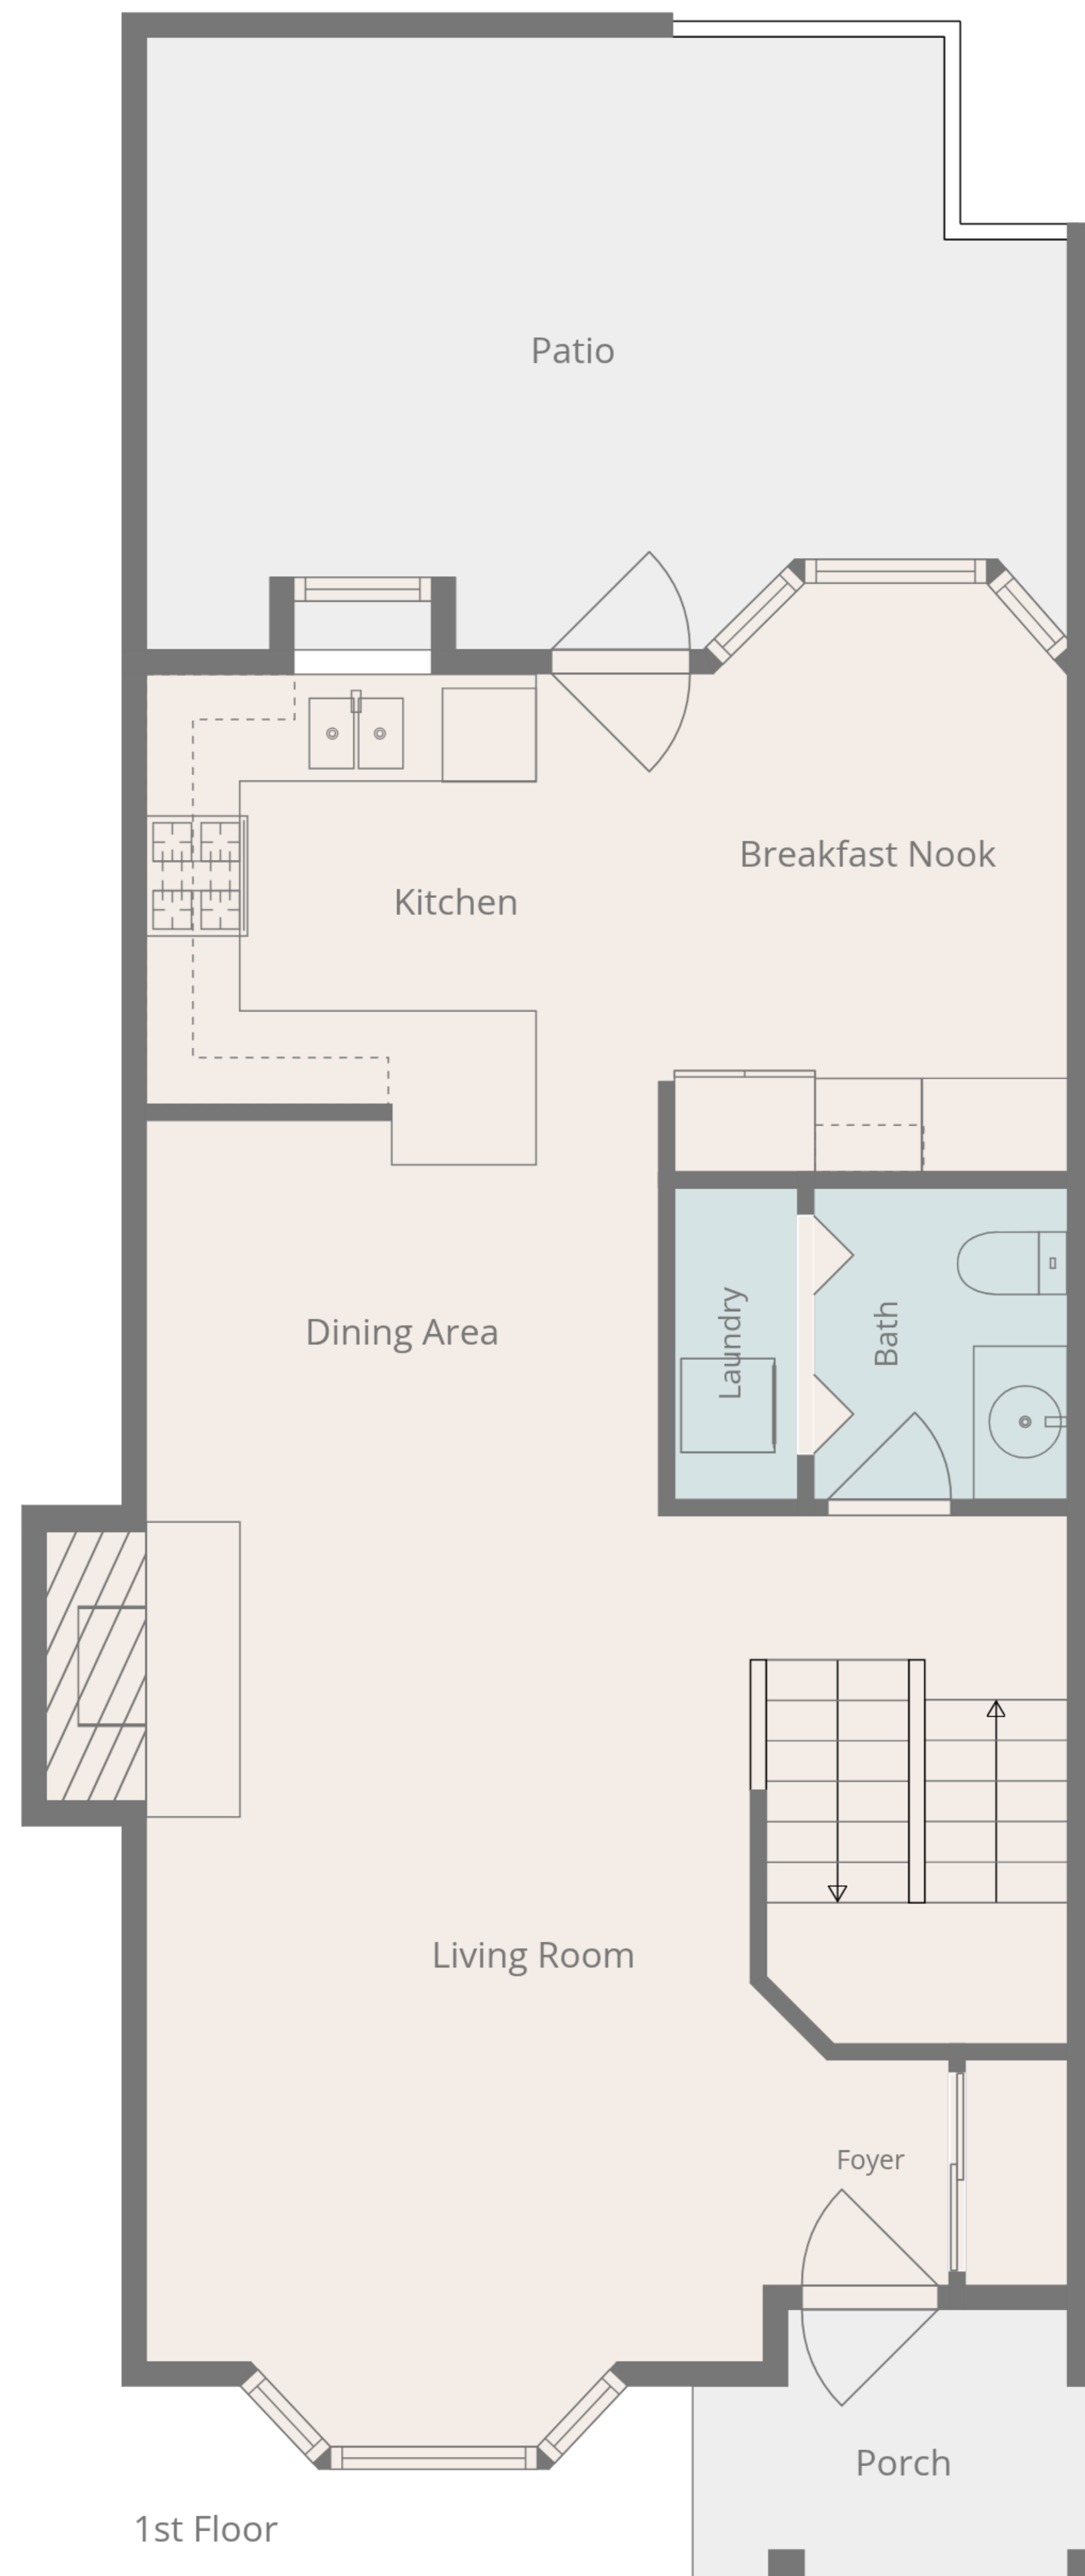 Patio
Breakfast Nook
Kitchen
Dining Area
Laundry
Bath
Living Room
Foyer
Porch
1st Floor